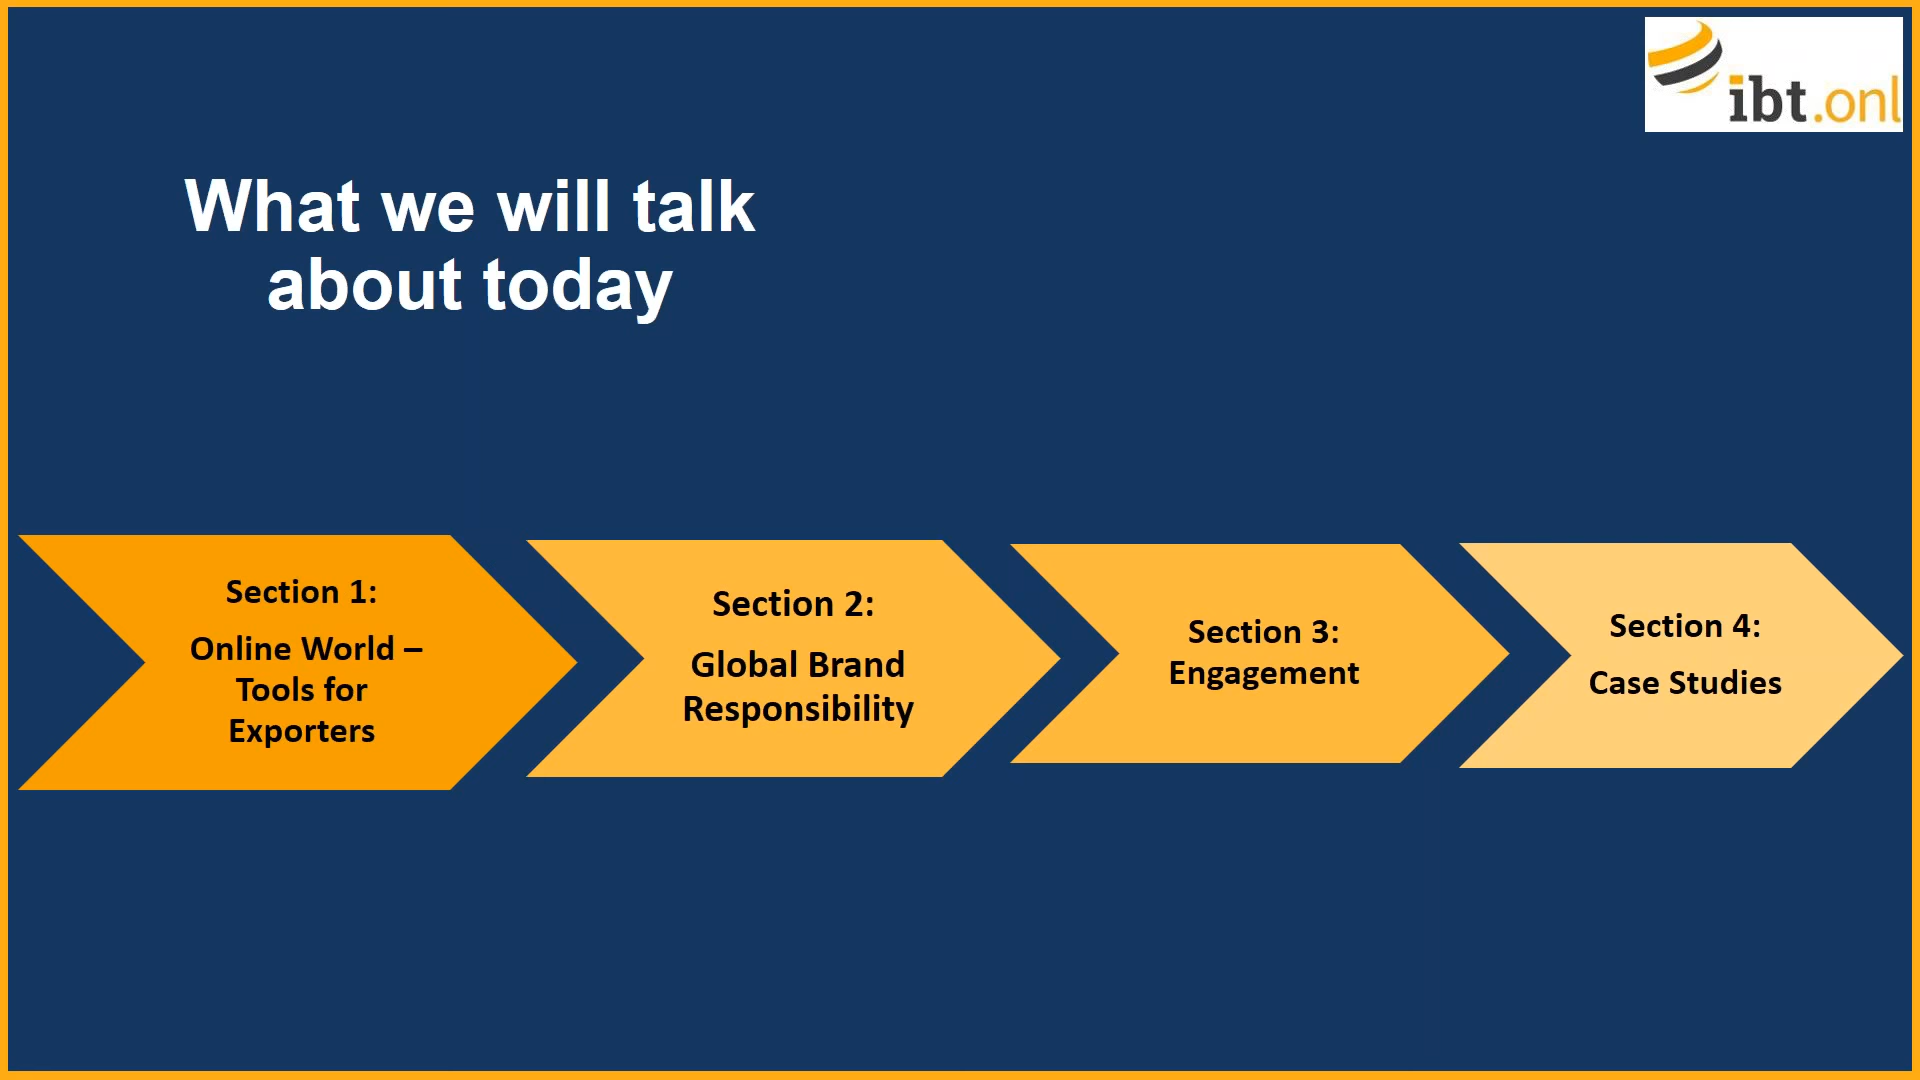 ibt.onl
What we will talk
about today
Section 1:
Online World –
Tools for
Exporters
Section 2:
Global Brand
Responsibility
Section 3:
Engagement
Section 4:
Case Studies